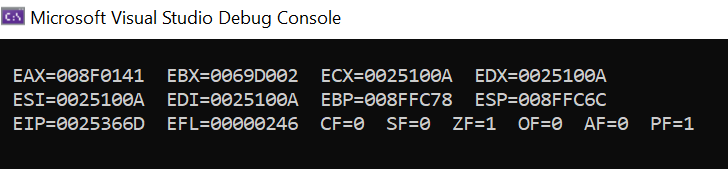 Microsoft Visual Studio Debug Console
EAX=008F0141 EBX=0069D002 ECX=0025100A EDX=0025100A
ESI=0025100A EDI=0025100A EBP=008FFC78 ESP=008FFC6C
EIP=0025366D EFL=00000246 CF=0 SF=0 ZF=1 OF=0 AF=0 PF=1